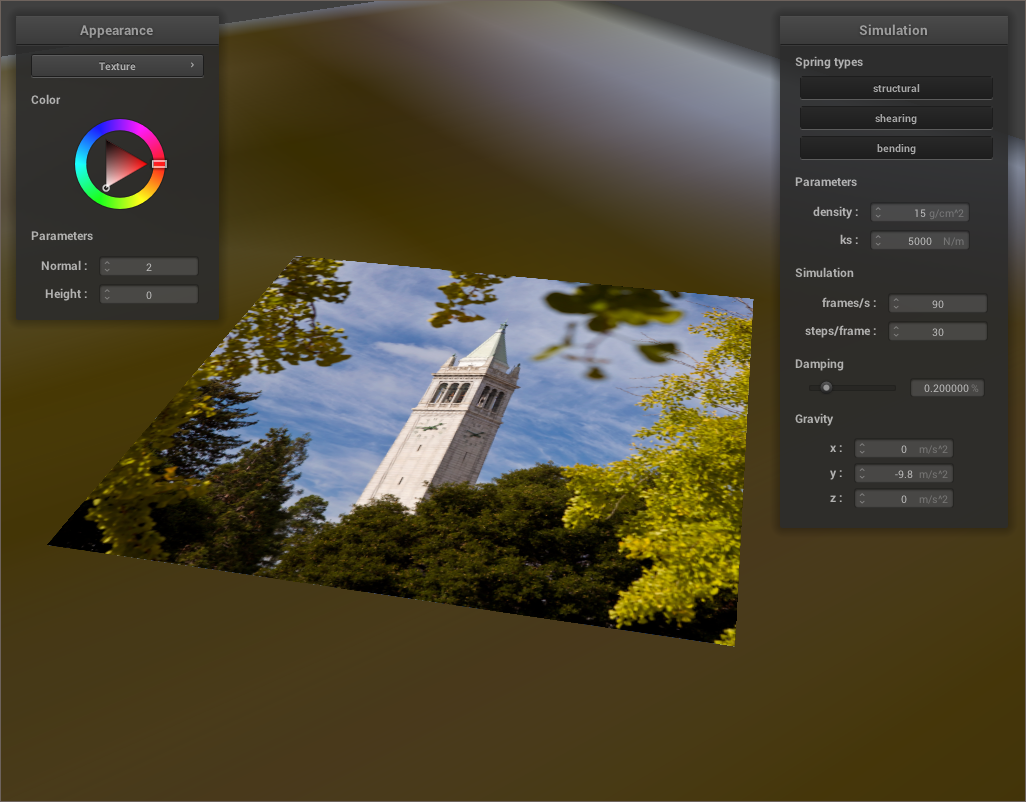 Appearance
Texture
Color
Parameters
Normal :
2
Height :
0
Simulation
Spring types
structural
shearing
bending
Parameters
density :
15 g/cm^2
ks :
5000 N/m
Simulation
frames/s :
90
steps/frame :
30
Damping
0.200000 %
Gravity
x :
0 m/s^2
y :
-9.8 m/s^2
z :
0 m/s^2